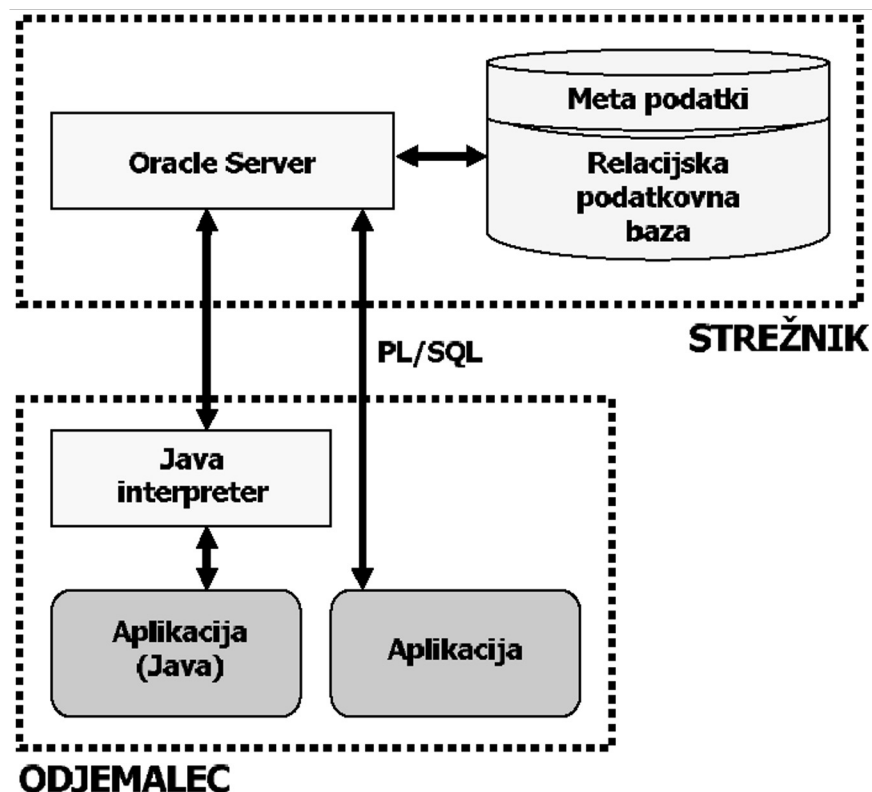 Meta podatki
Oracle Server
Relacijska
podatkovna
baza
STREŽNIK
PL/SQL
Java
interpreter
Aplikacija
(Java)
Aplikacija
ODJEMALEC